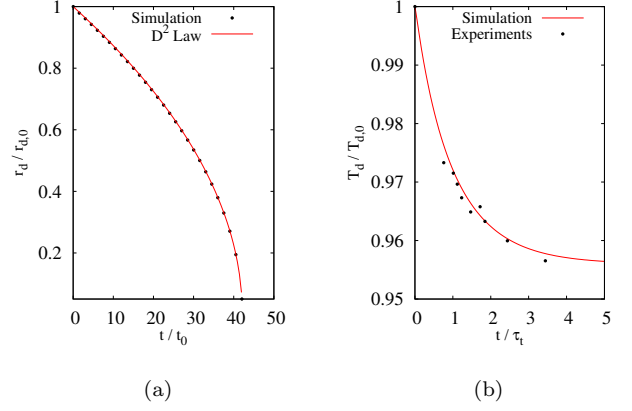 Simulation
D² Law
1
0.8
0.6
0.4
0.2
r_d / r_{d,0}
0 10 20 30 40 50
t / t_0
(a)
Simulation
Experiments
1
0.99
0.98
0.97
0.96
0.95
T_d / T_{d,0}
0 1 2 3 4 5
t / τ_t
(b)